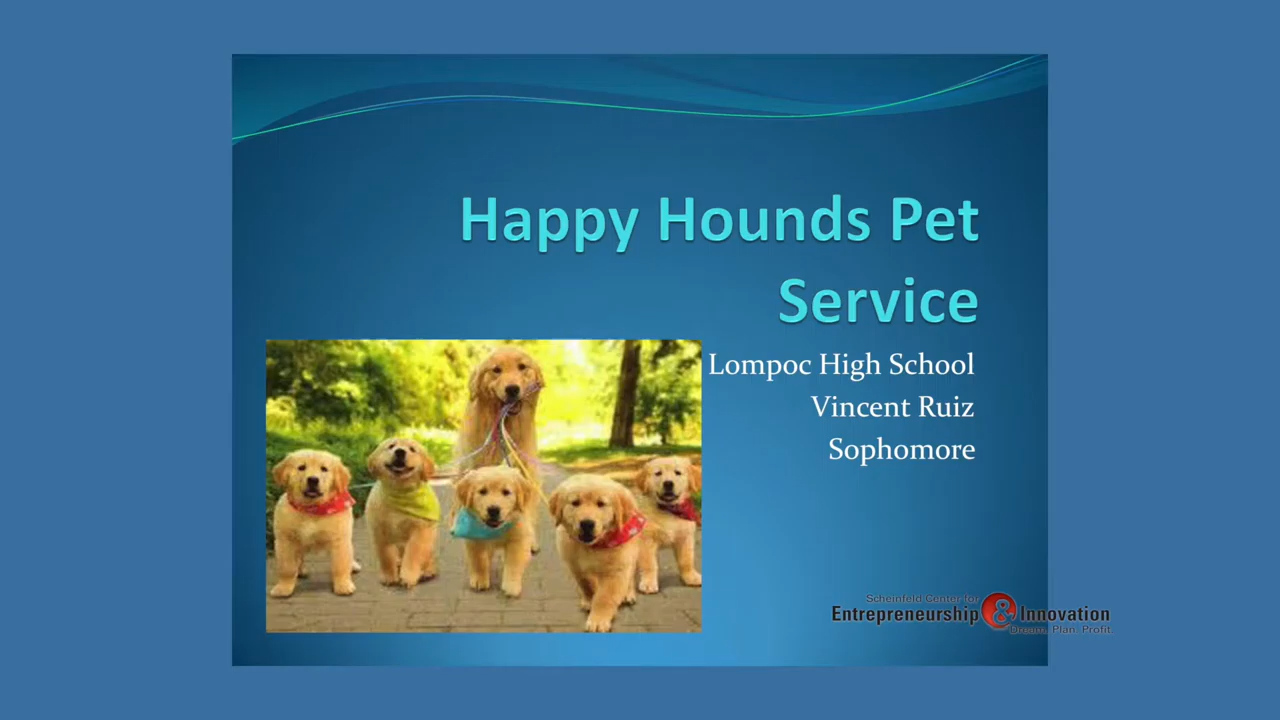 Happy Hounds Pet
Service
Lompoc High School
Vincent Ruiz
Sophomore
Scheinfeld Center for
Entrepreneurship & Innovation
Dream. Plan. Profit.